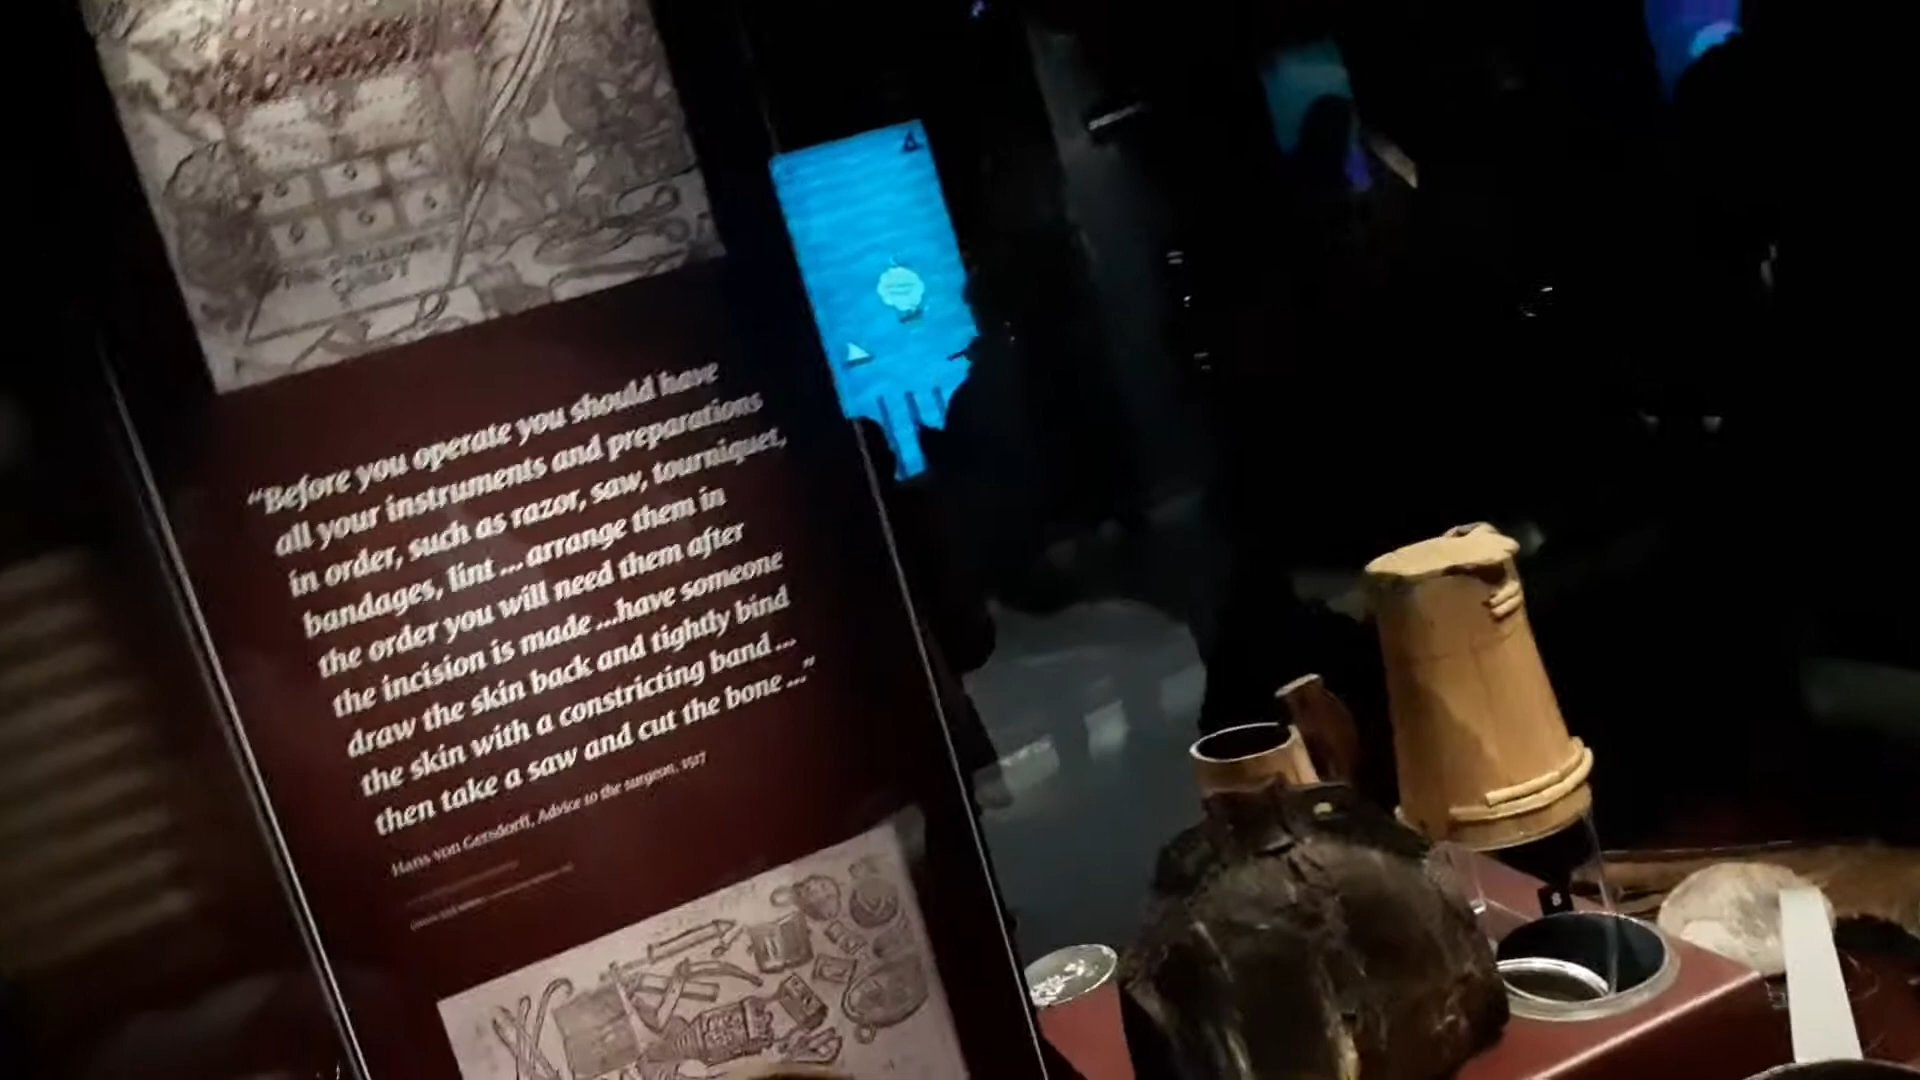 “Before you operate you should have
all your instruments and preparations
in order, such as razor, saw, tourniquet,
bandages, lint ... arrange them in
the order you will need them after
the incision is made ...have someone
draw the skin back and tightly bind
the skin with a constricting band ...
then take a saw and cut the bone ...”
Hans von Gersdorff, Advice to the surgeon, 1517
8